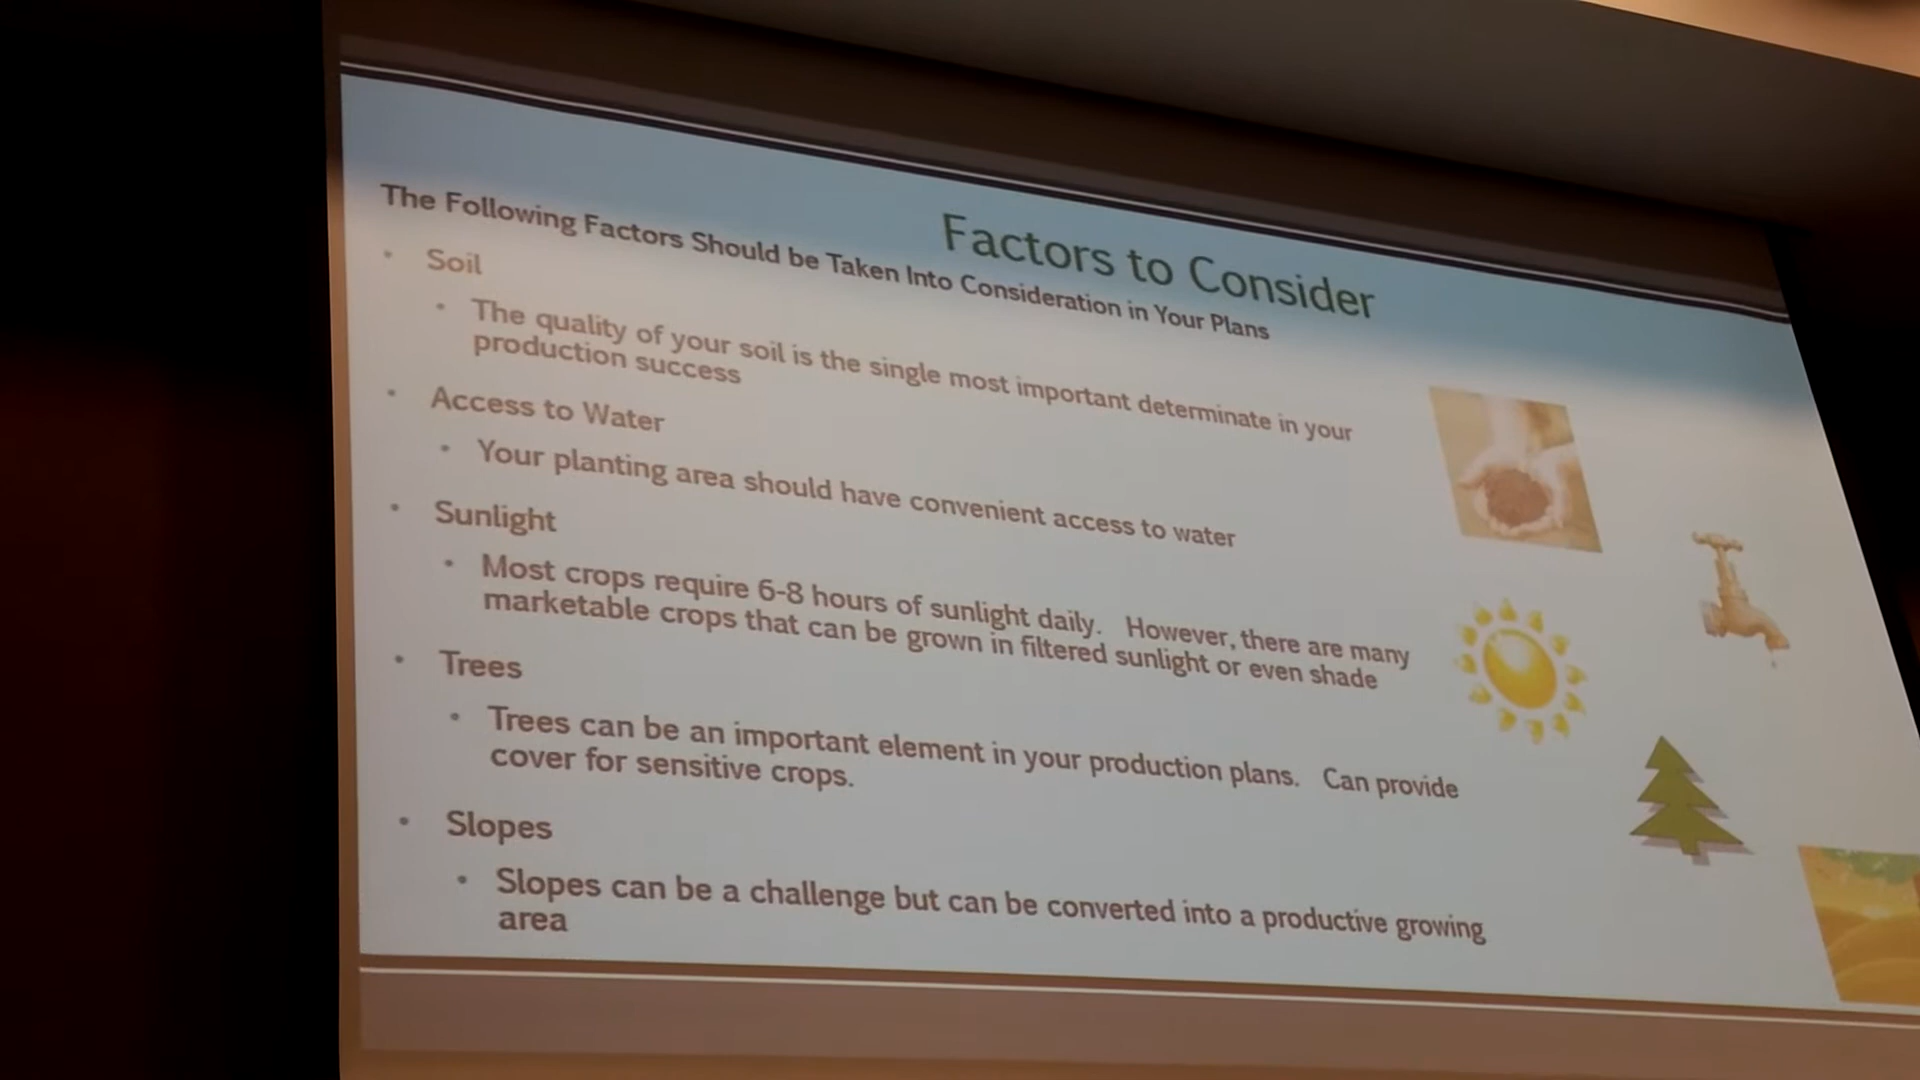 Factors to Consider
The Following Factors Should be Taken Into Consideration in Your Plans
• Soil
• The quality of your soil is the single most important determinate in your
production success
• Access to Water
• Your planting area should have convenient access to water
• Sunlight
• Most crops require 6-8 hours of sunlight daily. However, there are many
marketable crops that can be grown in filtered sunlight or even shade
• Trees
• Trees can be an important element in your production plans. Can provide
cover for sensitive crops.
• Slopes
• Slopes can be a challenge but can be converted into a productive growing
area